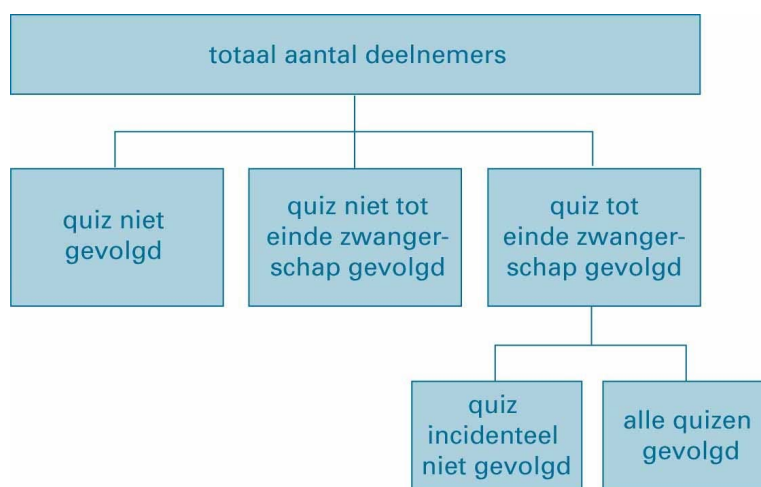 totaal aantal deelnemers
quiz niet
gevolgd
quiz niet tot
einde zwanger-
schap gevolgd
quiz tot
einde zwanger-
schap gevolgd
quiz
incidenteel
niet gevolgd
alle quizen
gevolgd